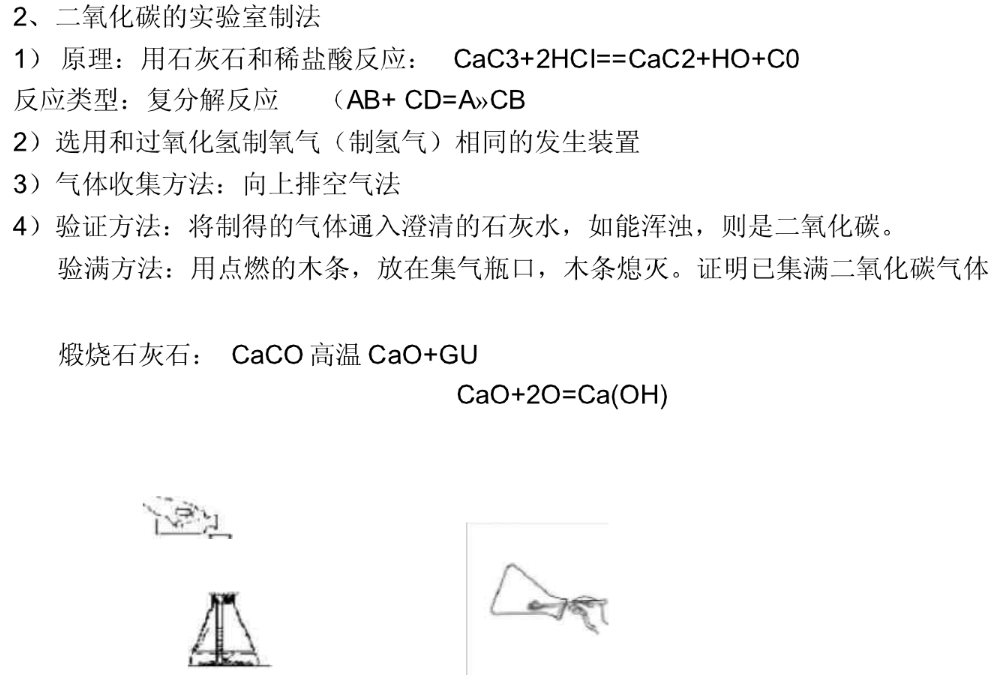 2、二氧化碳的实验室制法
1） 原理：用石灰石和稀盐酸反应： CaC3+2HCl==CaC2+HO+C0
反应类型：复分解反应 （AB+ CD=A»CB
2）选用和过氧化氢制氧气（制氢气）相同的发生装置
3）气体收集方法：向上排空气法
4）验证方法：将制得的气体通入澄清的石灰水，如能浑浊，则是二氧化碳。
验满方法：用点燃的木条，放在集气瓶口，木条熄灭。证明已集满二氧化碳气体
煅烧石灰石： CaCO 高温 CaO+GU
CaO+2O=Ca(OH)